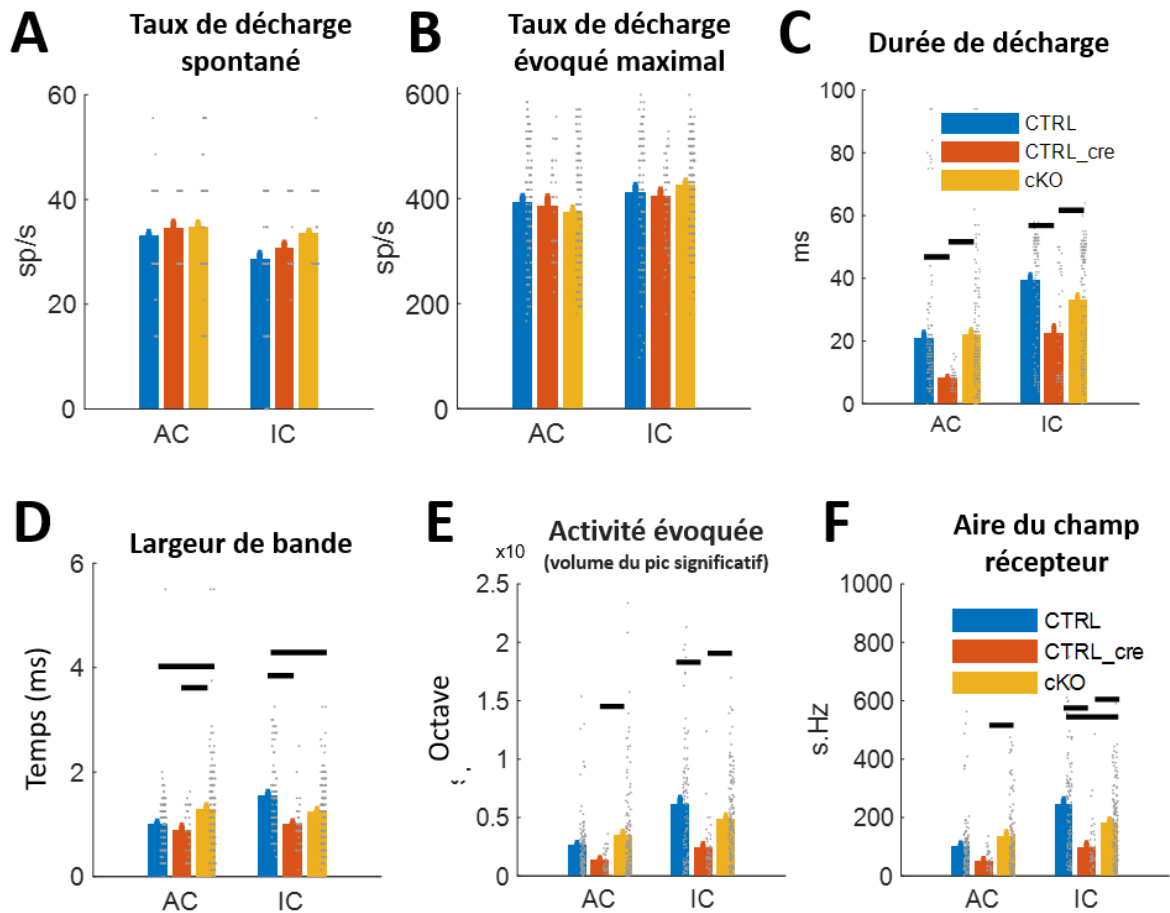 A
Taux de décharge
spontané
60
40
20
0
sp/s
AC
IC
B
Taux de décharge
évoqué maximal
600
400
200
0
sp/s
AC
IC
C
Durée de décharge
100
80
60
40
20
0
ms
CTRL
CTRL_cre
cKO
AC
IC
D
Largeur de bande
6
4
2
0
Temps (ms)
AC
IC
E
Activité évoquée
(volume du pic significatif)
x10
2.5
2
1.5
1
0.5
0
Octave
AC
IC
F
Aire du champ
récepteur
1000
800
600
400
200
0
s.Hz
CTRL
CTRL_cre
cKO
AC
IC